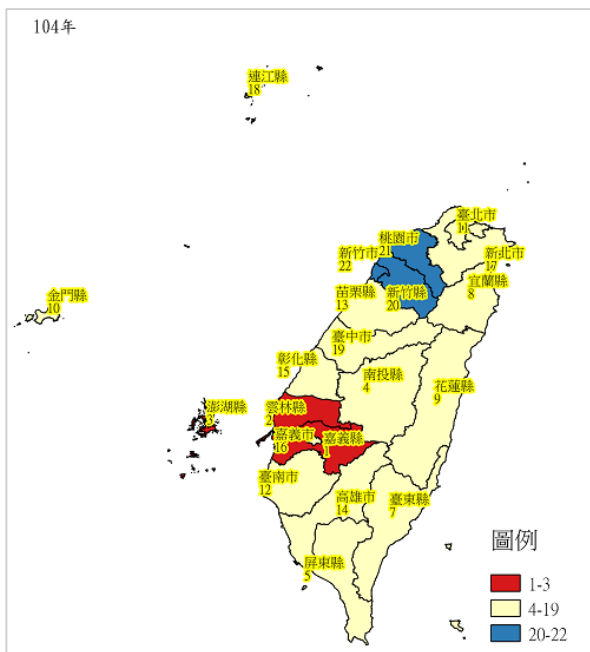 104年
連江縣
18
臺北市
11
桃園市
21
新竹市
22
新北市
17
宜蘭縣
8
金門縣
10
苗栗縣
13
新竹縣
20
臺中市
19
彰化縣
15
南投縣
4
花蓮縣
9
澎湖縣
3
雲林縣
2
嘉義市
16
嘉義縣
1
臺南市
12
高雄市
14
臺東縣
7
屏東縣
5
圖例
1-3
4-19
20-22